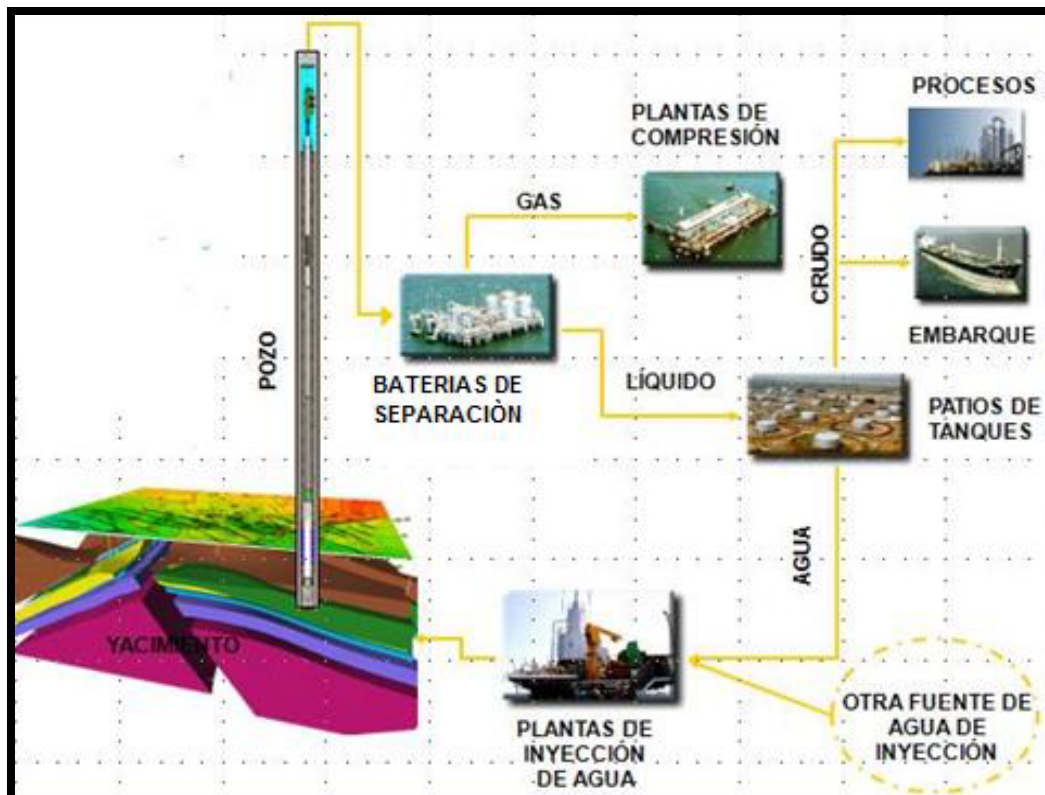 PROCESOS
PLANTAS DE
COMPRESIÓN
GAS
CRUDO
EMBARQUE
POZO
BATERIAS DE
SEPARACIÒN
LÍQUIDO
PATIOS DE
TANQUES
AGUA
YACIMIENTO
PLANTAS DE
INYECCIÓN
DE AGUA
OTRA FUENTE DE
AGUA DE
INYECCIÓN